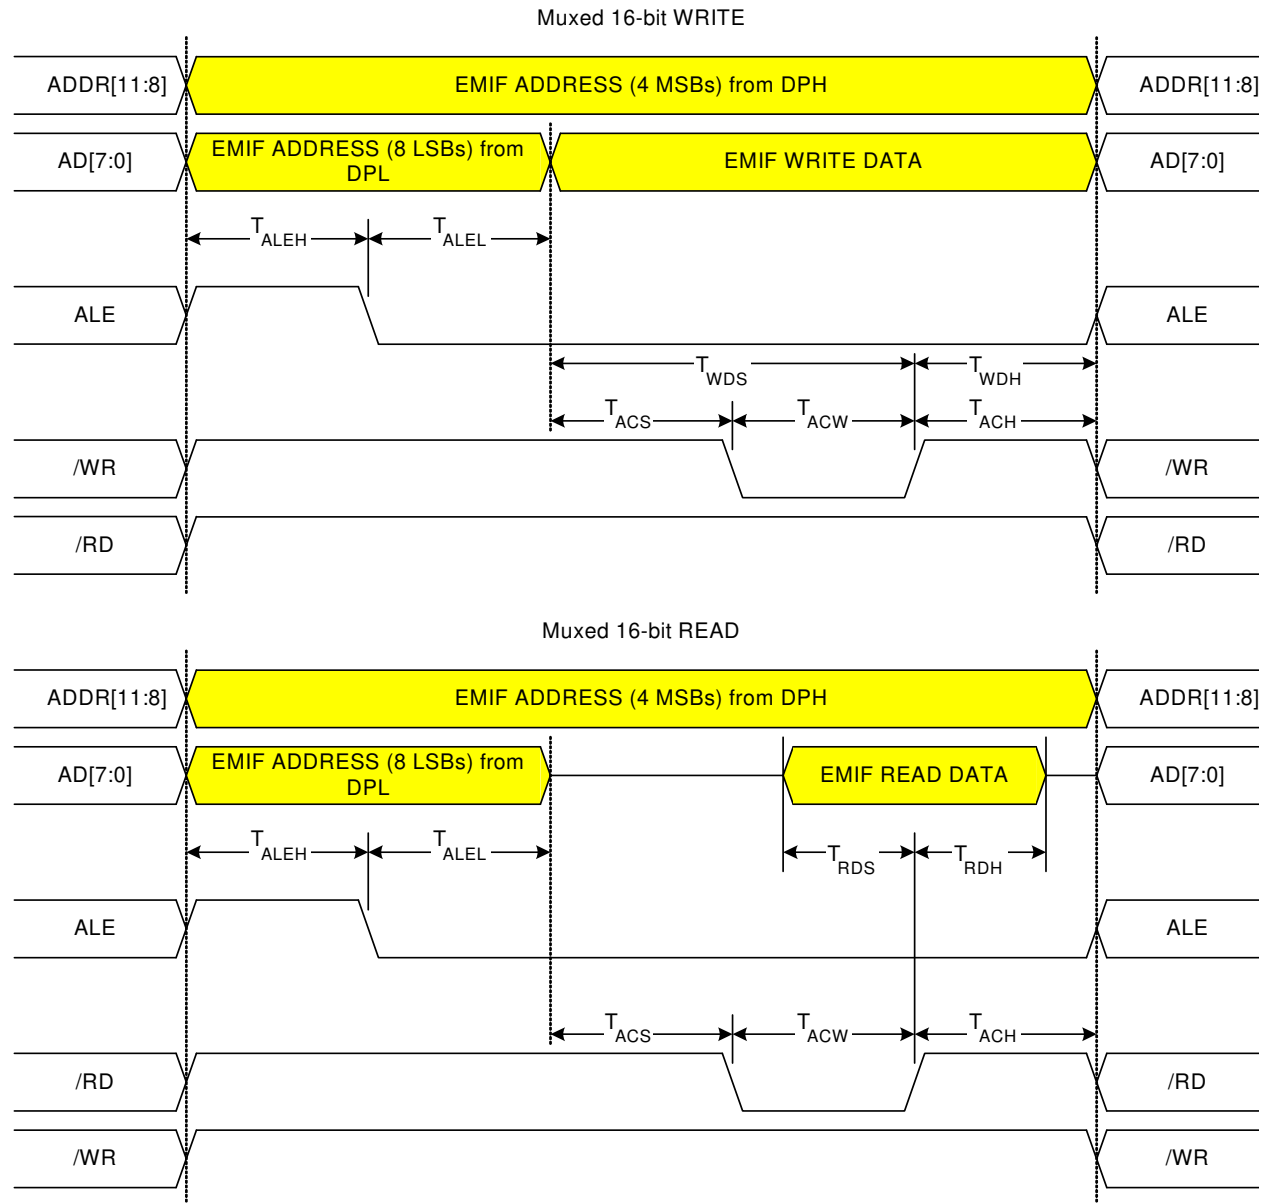 Muxed 16-bit WRITE
ADDR[11:8] EMIF ADDRESS (4 MSBs) from DPH ADDR[11:8]
AD[7:0] EMIF ADDRESS (8 LSBs) from DPL EMIF WRITE DATA AD[7:0]
TALEH TALEL
ALE ALE
TWDS TWDH
TACS TACW TACH
/WR /WR
/RD /RD
Muxed 16-bit READ
ADDR[11:8] EMIF ADDRESS (4 MSBs) from DPH ADDR[11:8]
AD[7:0] EMIF ADDRESS (8 LSBs) from DPL EMIF READ DATA AD[7:0]
TALEH TALEL TRDS TRDH
ALE ALE
TACS TACW TACH
/RD /RD
/WR /WR